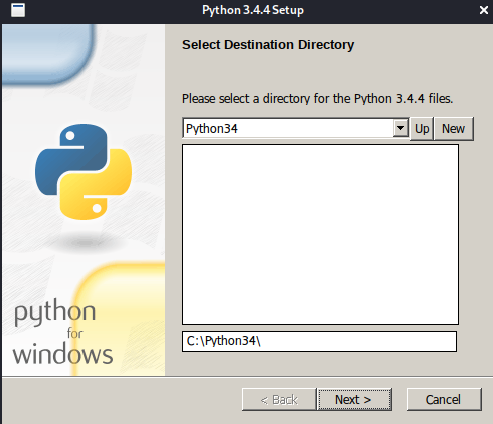 Python 3.4.4 Setup
Select Destination Directory
Please select a directory for the Python 3.4.4 files.
Python34
Up
New
C:\Python34\
python
for
windows
< Back
Next >
Cancel